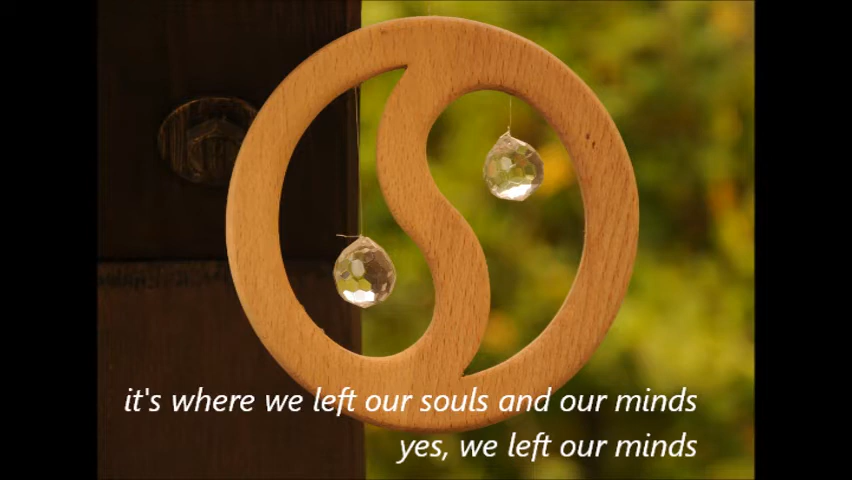 it's where we left our souls and our minds
yes, we left our minds